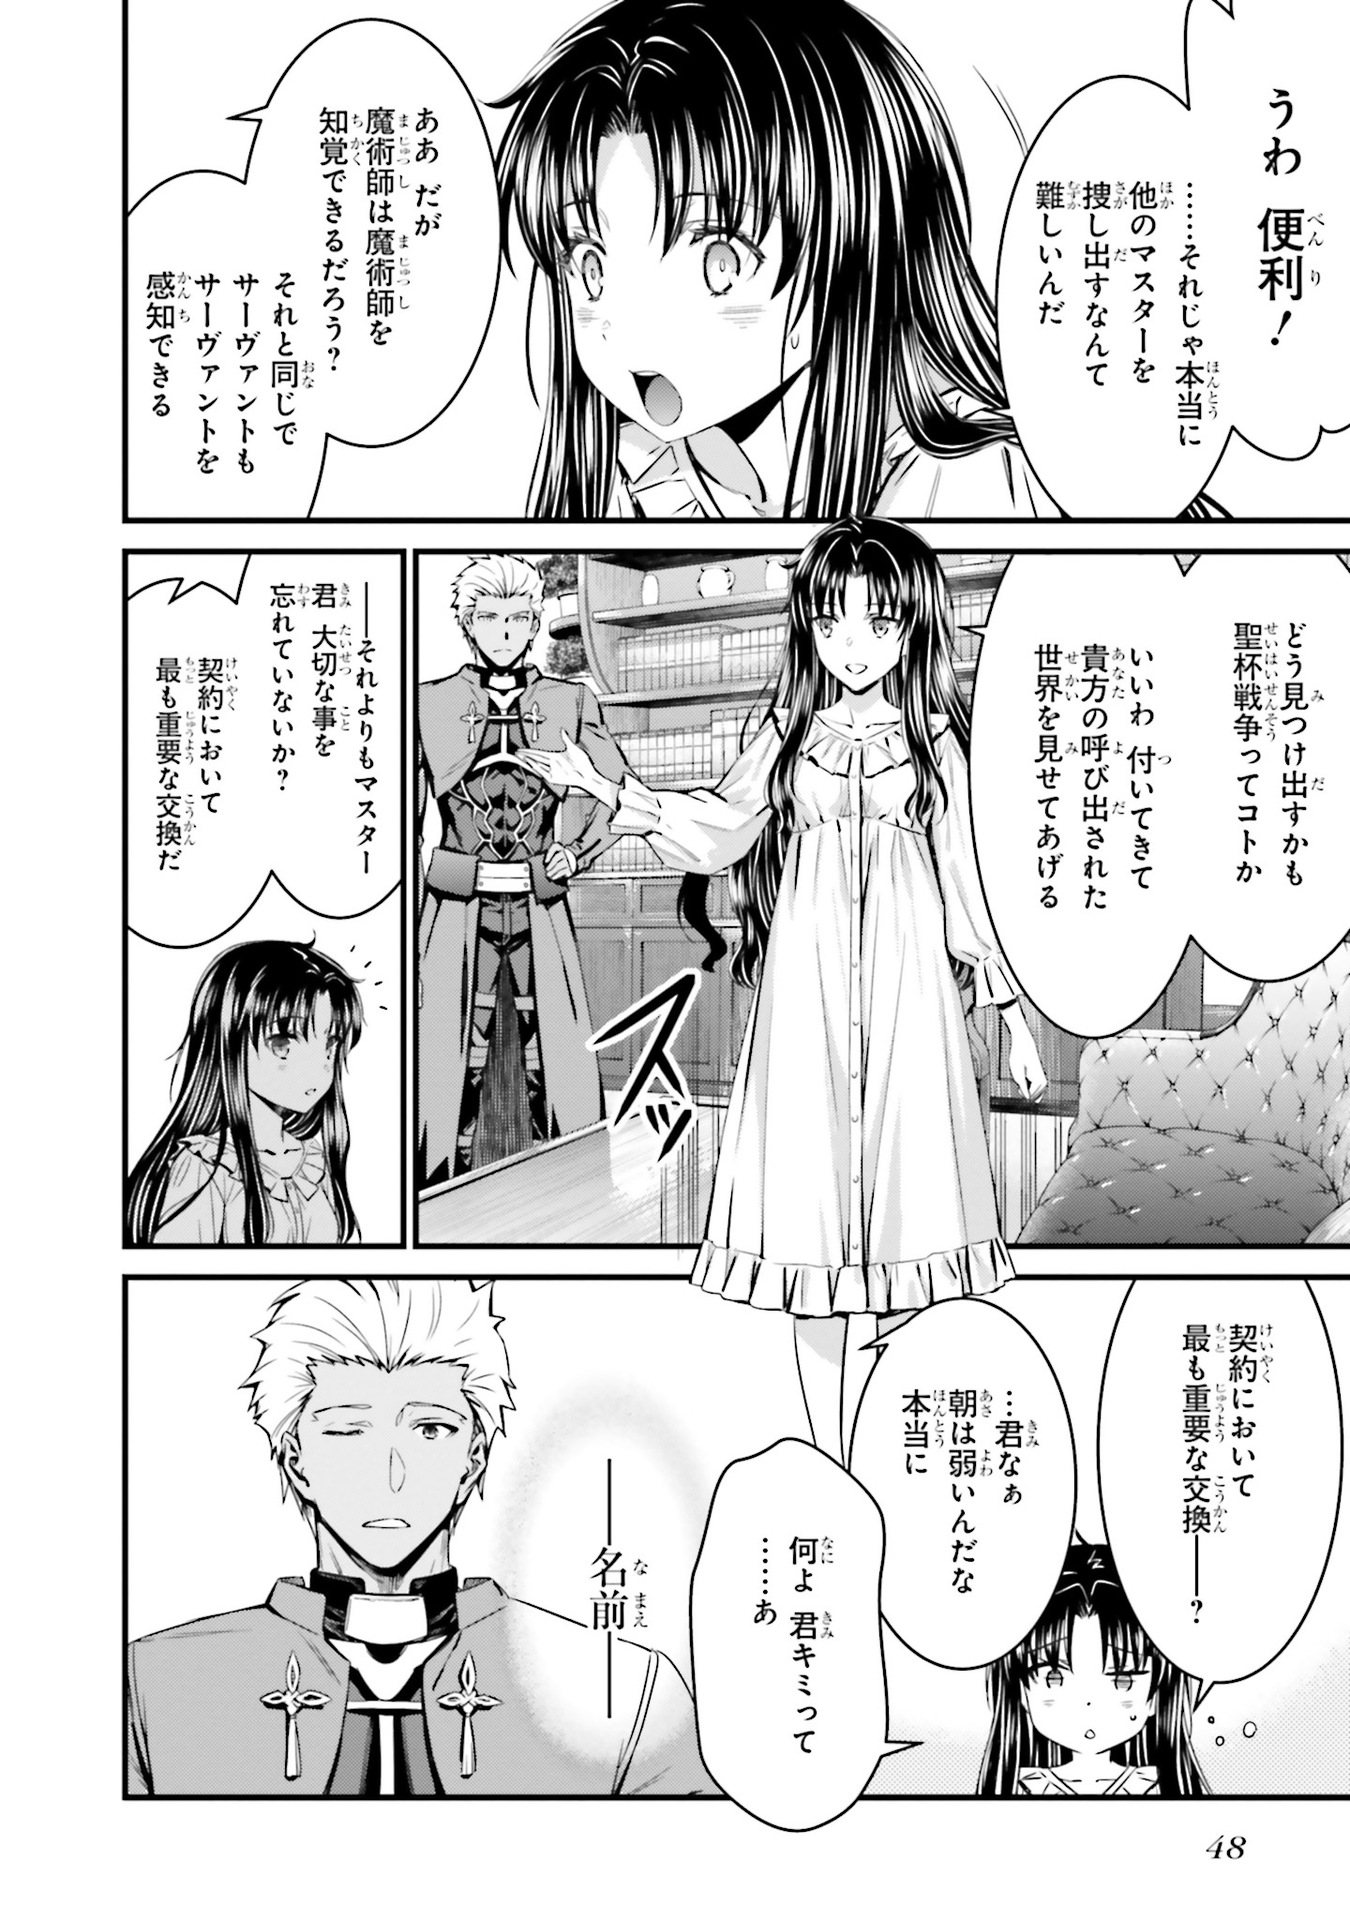 うわ 便利！
……それじゃ本当に
他のマスターを
捜し出すなんて
難しいんだ
ああ だが
魔術師は魔術師を
知覚できるだろう？
それと同じで
サーヴァントも
サーヴァントを
感知できる
どう見つけ出すかも
聖杯戦争ってコトか
いいわ 付いてきて
貴方の呼び出された
世界を見せてあげる
スッ
――それよりもマスター
君 大切な事を
忘れていないか？
契約において
最も重要な交換だ
契約において
最も重要な交換――？
…君なぁ
朝は弱いんだな
本当に
何よ 君キミって
……あ
――名前――
48